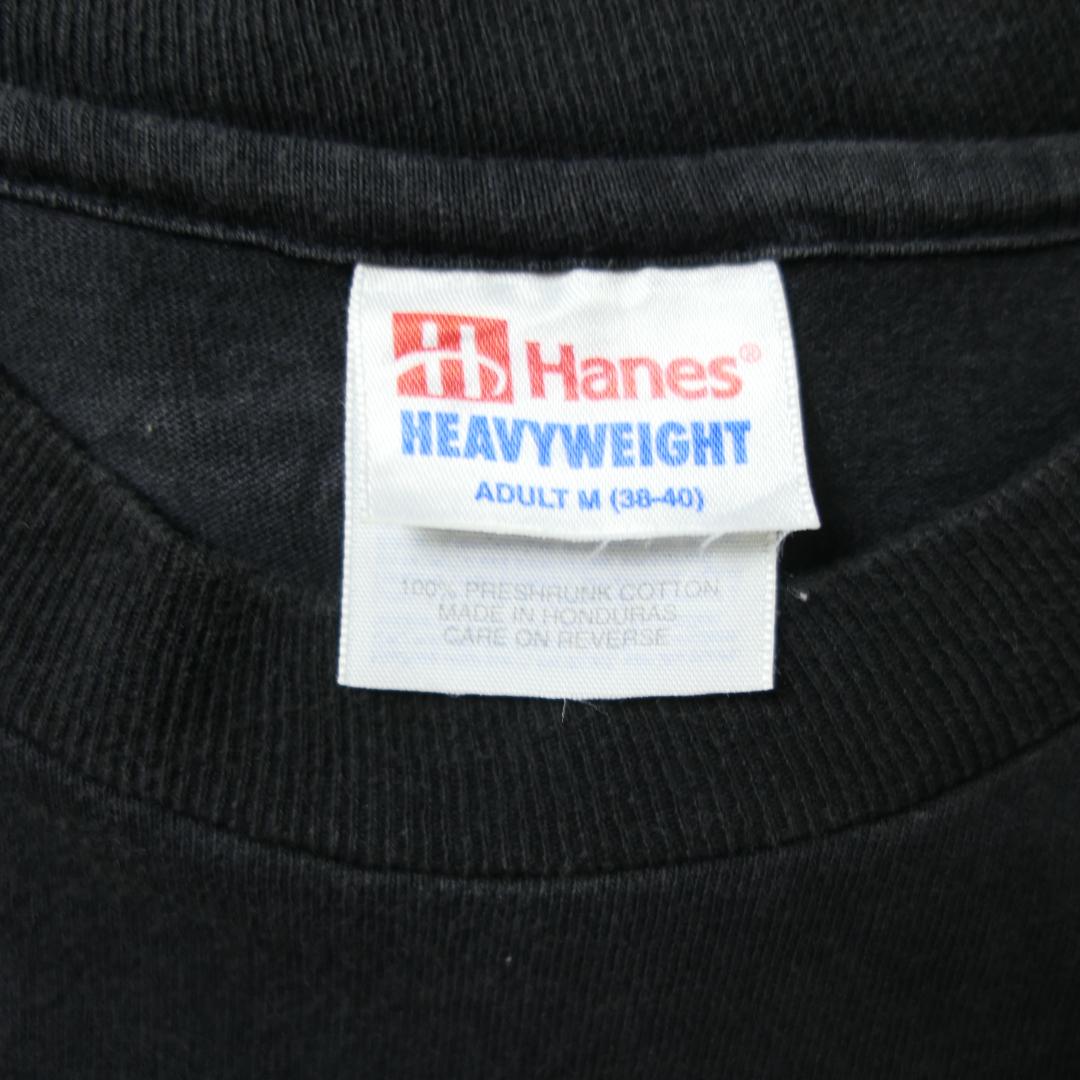 H Hanes®
HEAVYWEIGHT
ADULT M (38-40)
100% PRESHRUNK COTTON
MADE IN HONDURAS
CARE ON REVERSE